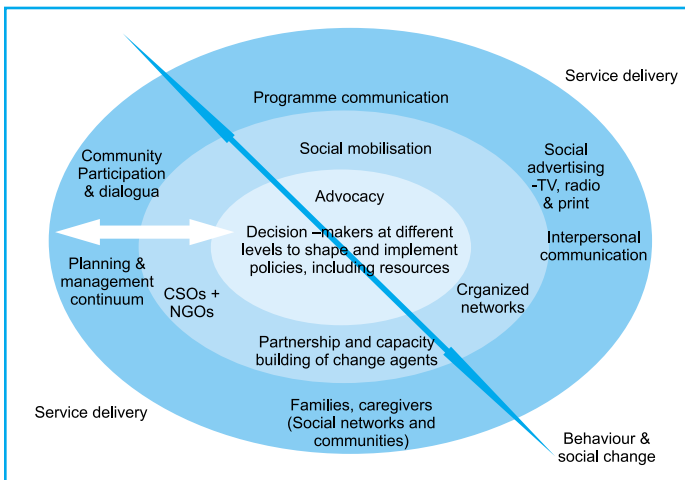 Service delivery
Programme communication
Social mobilisation
Community
Participation
& dialogua
Social
advertising
-TV, radio
& print
Advocacy
Decision –makers at different
levels to shape and implement
policies, including resources
Interpersonal
communication
Planning &
management
continuum
CSOs +
NGOs
Crganized
networks
Partnership and capacity
building of change agents
Families, caregivers
(Social networks and
communities)
Service delivery
Behaviour &
social change